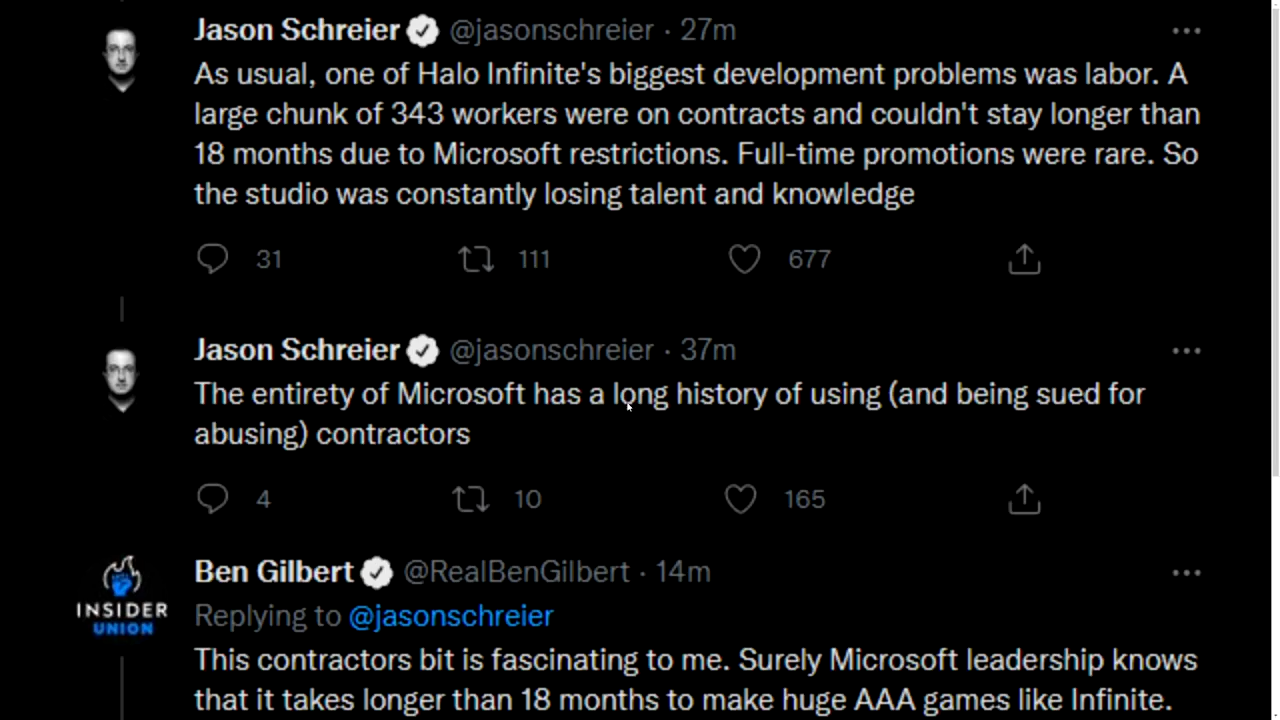 Jason Schreier @jasonschreier · 27m
As usual, one of Halo Infinite's biggest development problems was labor. A
large chunk of 343 workers were on contracts and couldn't stay longer than
18 months due to Microsoft restrictions. Full-time promotions were rare. So
the studio was constantly losing talent and knowledge
31 111 677
Jason Schreier @jasonschreier · 37m
The entirety of Microsoft has a long history of using (and being sued for
abusing) contractors
4 10 165
INSIDER
UNION
Ben Gilbert @RealBenGilbert · 14m
Replying to @jasonschreier
This contractors bit is fascinating to me. Surely Microsoft leadership knows
that it takes longer than 18 months to make huge AAA games like Infinite.